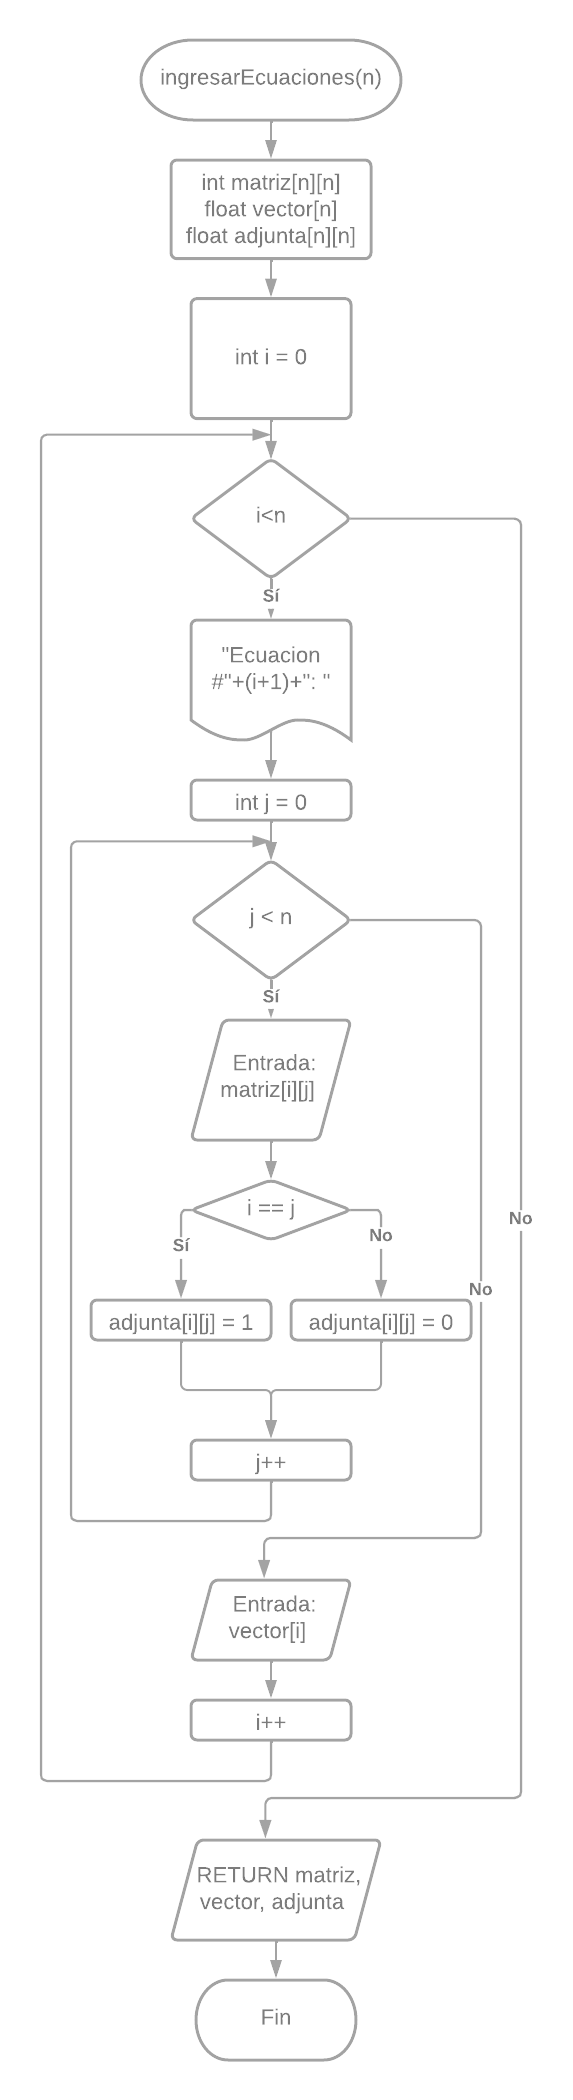 ingresarEcuaciones(n)
int matriz[n][n]
float vector[n]
float adjunta[n][n]
int i = 0
i<n
Sí
"Ecuacion
#"+(i+1)+": "
int j = 0
j < n
Sí
Entrada:
matriz[i][j]
i == j
Sí
No
No
No
adjunta[i][j] = 1
adjunta[i][j] = 0
j++
Entrada:
vector[i]
i++
RETURN matriz,
vector, adjunta
Fin